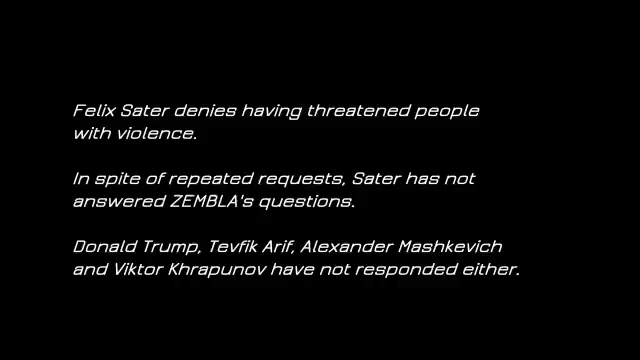 Felix Sater denies having threatened people
with violence.
In spite of repeated requests, Sater has not
answered ZEMBLA's questions.
Donald Trump, Tevfik Arif, Alexander Mashkevich
and Viktor Khrapunov have not responded either.